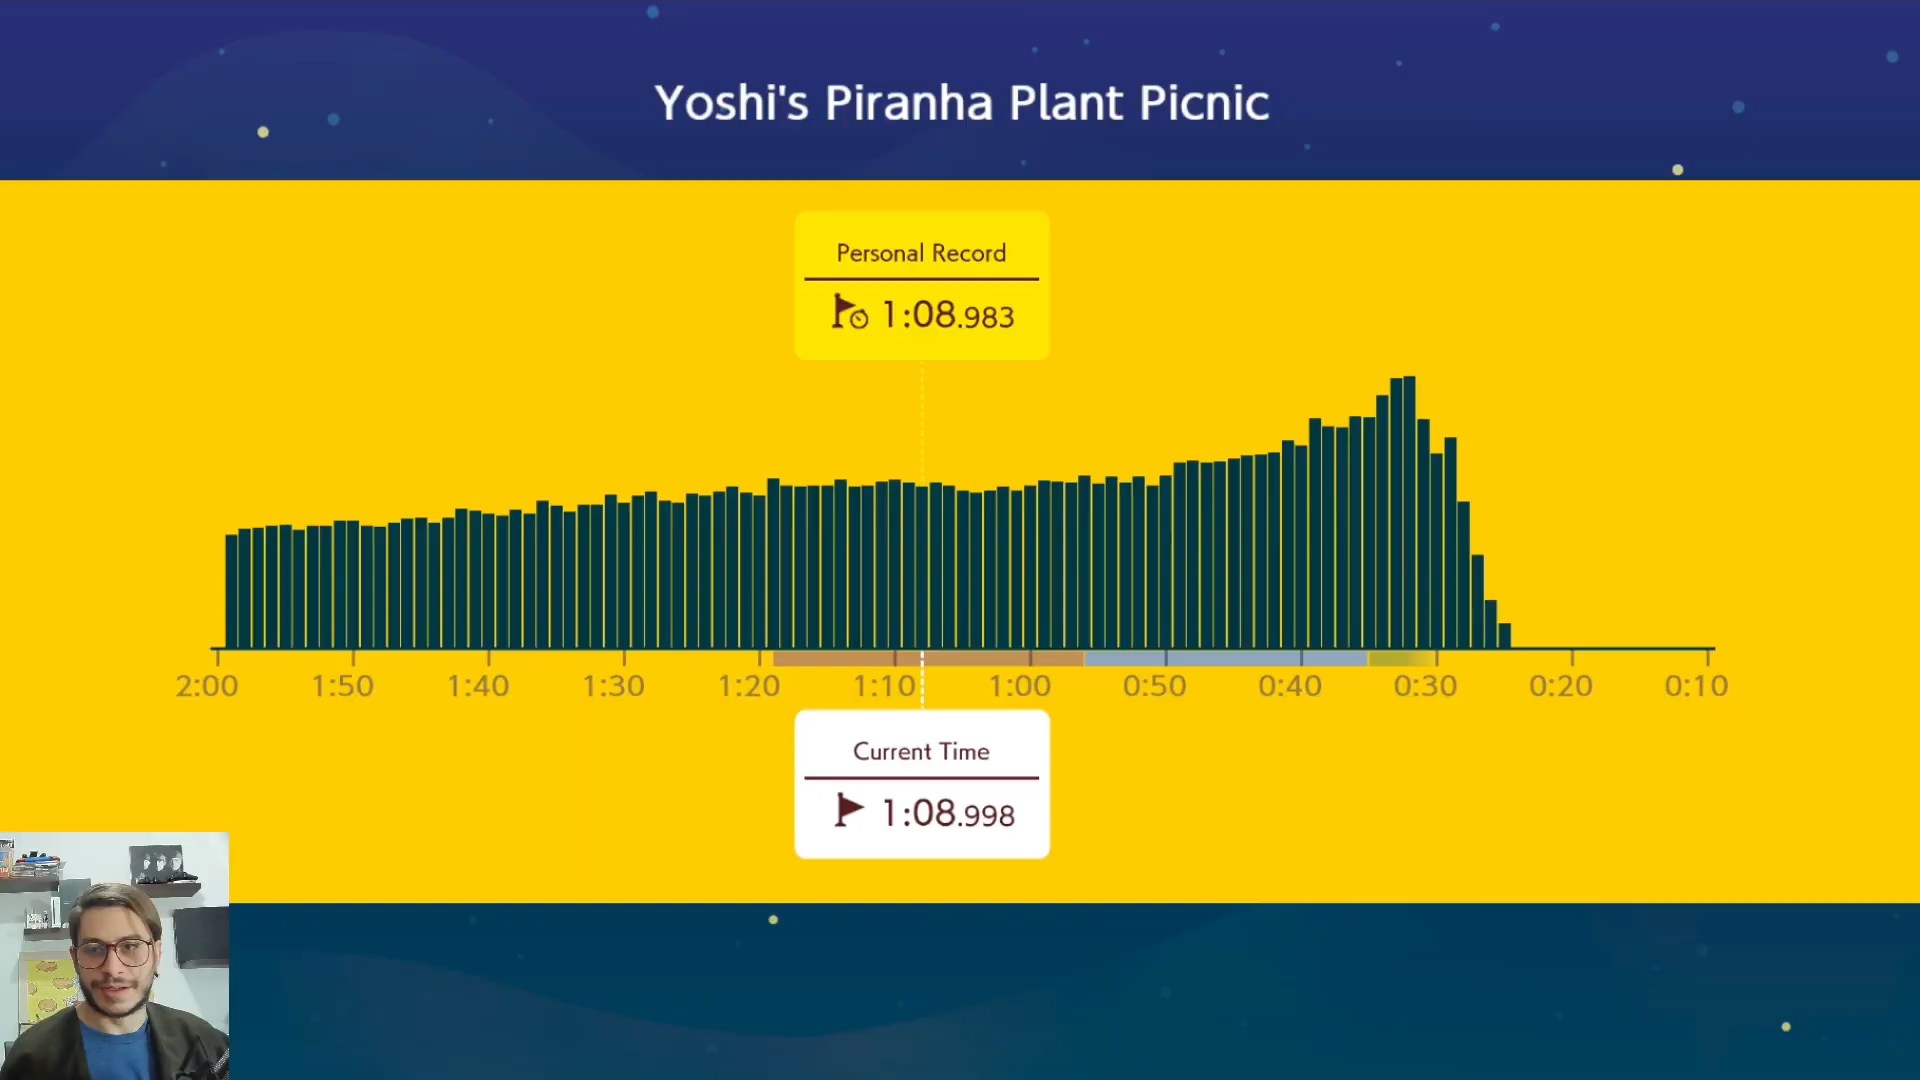 Yoshi's Piranha Plant Picnic
Personal Record
1:08.983
2:00 1:50 1:40 1:30 1:20 1:10 1:00 0:50 0:40 0:30 0:20 0:10
Current Time
1:08.998